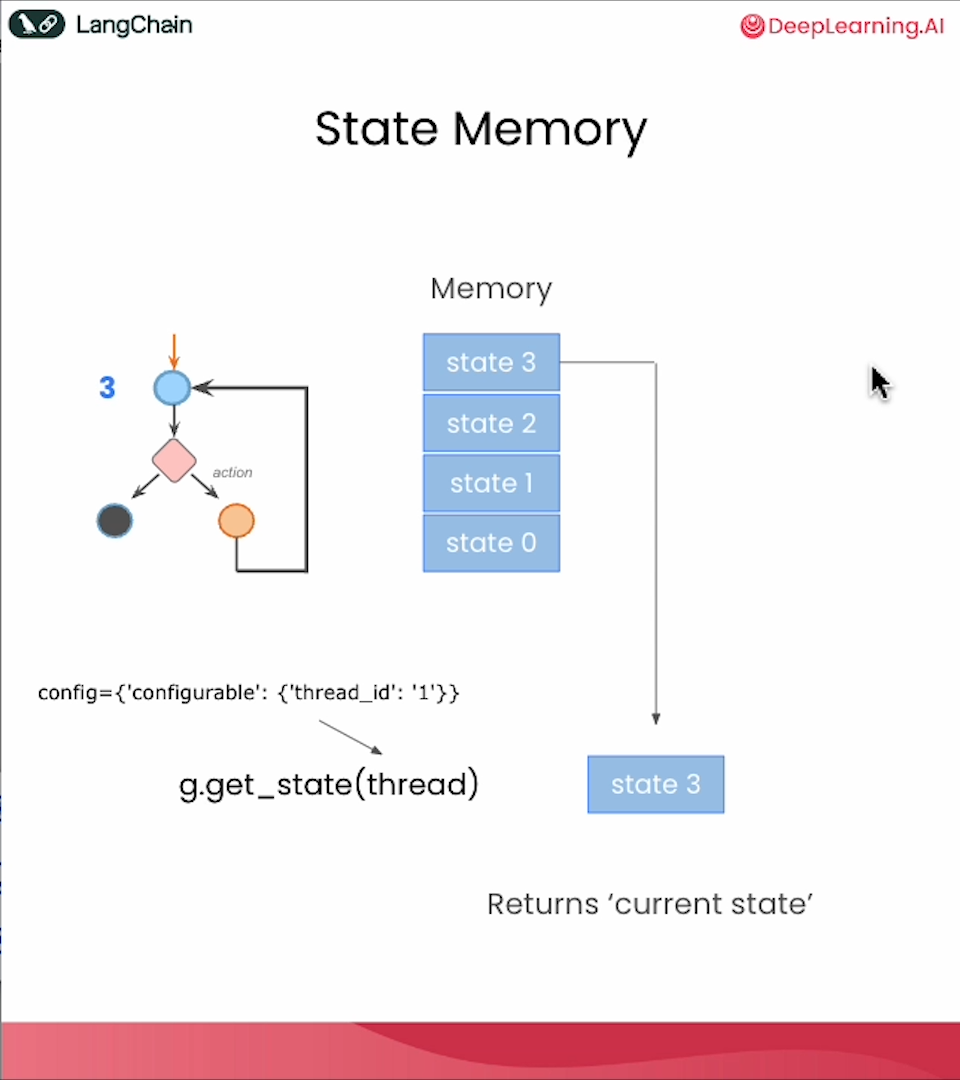 LangChain
DeepLearning.AI
State Memory
Memory
state 3
state 2
state 1
state 0
3
action
config={'configurable': {'thread_id': '1'}}
g.get_state(thread)
state 3
Returns ‘current state’